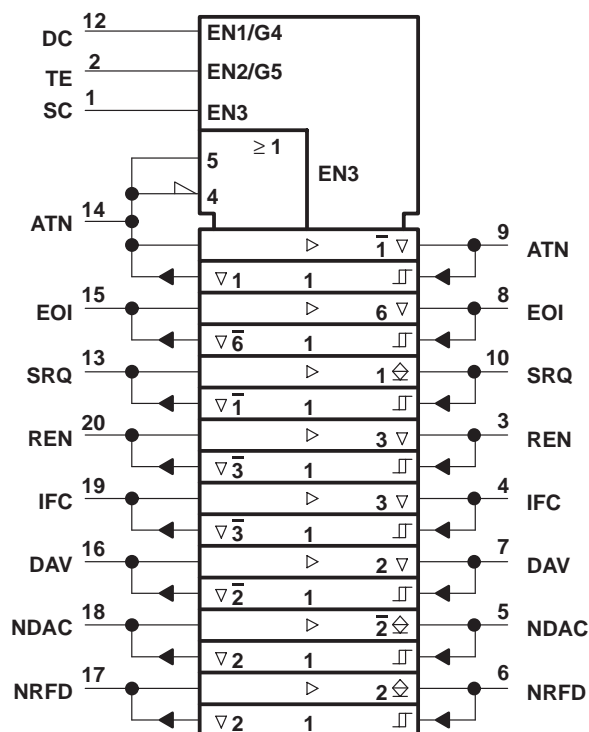 DC 12 EN1/G4
TE 2 EN2/G5
SC 1 EN3
≥ 1
5
EN3
4
ATN 14
▷ 1̅ ▽ 9 ATN
▽ 1 1
EOI 15 ▷ 6 ▽ 8 EOI
▽ 6̅ 1
SRQ 13 ▷ 1 10 SRQ
▽ 1̅ 1
REN 20 ▷ 3 ▽ 3 REN
▽ 3̅ 1
IFC 19 ▷ 3 ▽ 4 IFC
▽ 3̅ 1
DAV 16 ▷ 2 ▽ 7 DAV
▽ 2̅ 1
NDAC 18 ▷ 2̅ 5 NDAC
▽ 2 1
NRFD 17 ▷ 2 6 NRFD
▽ 2 1